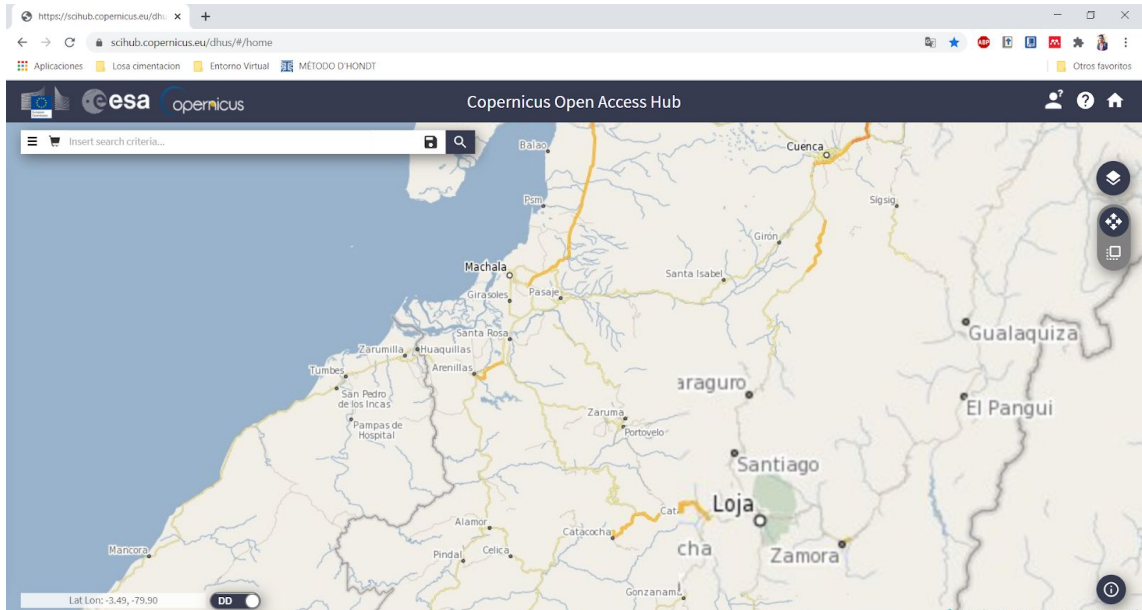 https://scihub.copernicus.eu/dhu
scihub.copernicus.eu/dhus/#/home
Aplicaciones
Losa cimentacion
Entorno Virtual
MÉTODO D'HONDT
Otros favoritos
esa
opernicus
Copernicus Open Access Hub
Insert search criteria...
Balao
Cuenca
Psm
Sígsig
Girón
Machala
Santa Isabel
Girasoles
Pasaje
Santa Rosa
Gualaquiza
Zarumilla
Huaquillas
Tumbes
Arenillas
San Pedro
de los Incas
araguro
El Pangui
Zaruma
Pampas de
Hospital
Portovelo
Santiago
Loja
Cat
Alamor
Catacocha
Mancora
Pindal
Celica
cha
Zamora
Gonzanamá
Lat Lon: -3.49, -79.90
DD